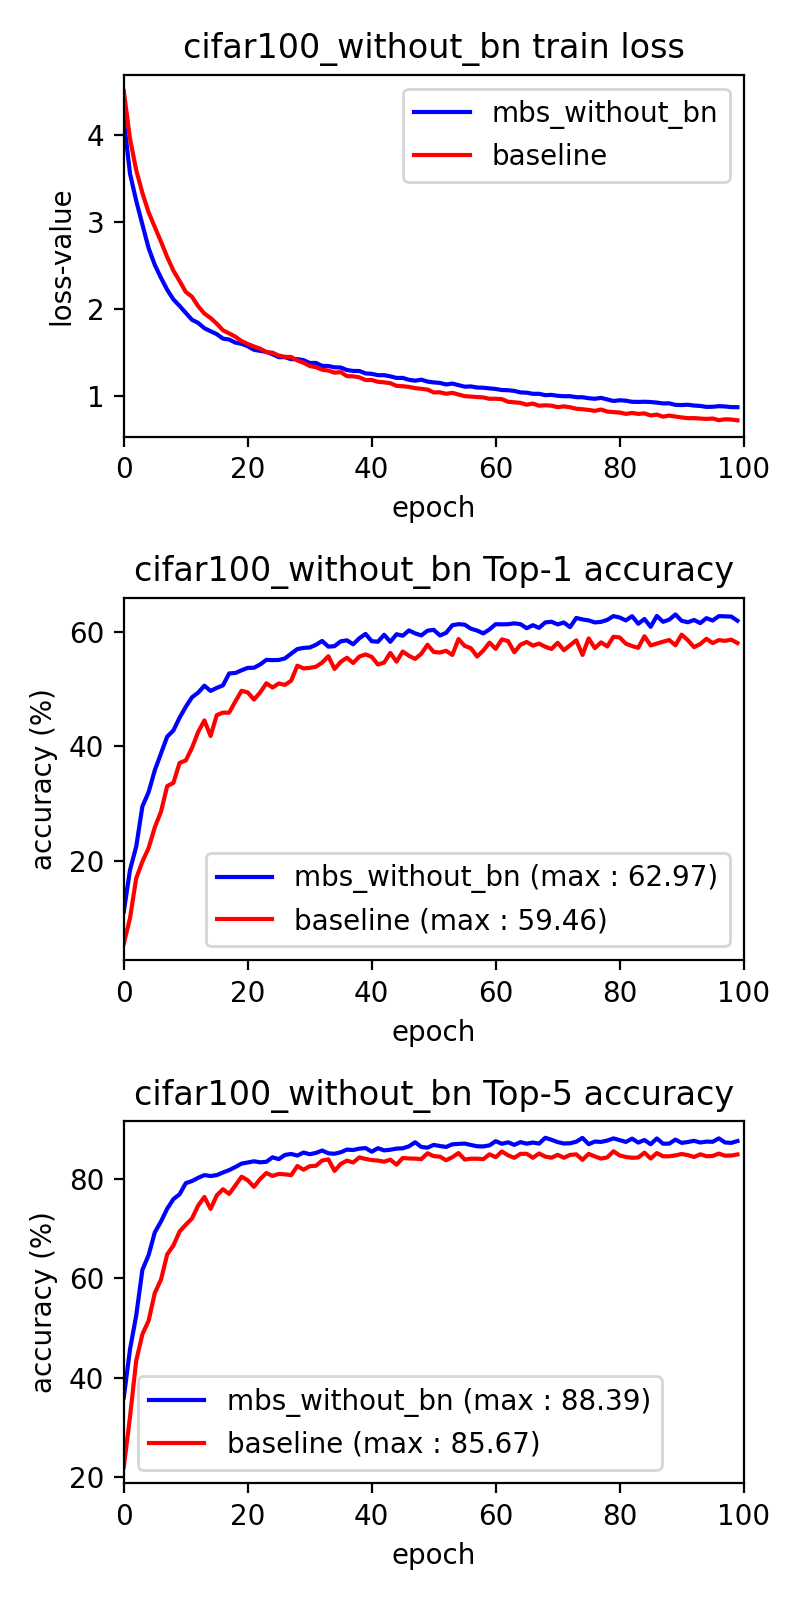 cifar100_without_bn train loss
mbs_without_bn
baseline
loss-value
4
3
2
1
0 20 40 60 80 100
epoch
cifar100_without_bn Top-1 accuracy
accuracy (%)
60
40
20
mbs_without_bn (max : 62.97)
baseline (max : 59.46)
0 20 40 60 80 100
epoch
cifar100_without_bn Top-5 accuracy
accuracy (%)
80
60
40
20
mbs_without_bn (max : 88.39)
baseline (max : 85.67)
0 20 40 60 80 100
epoch